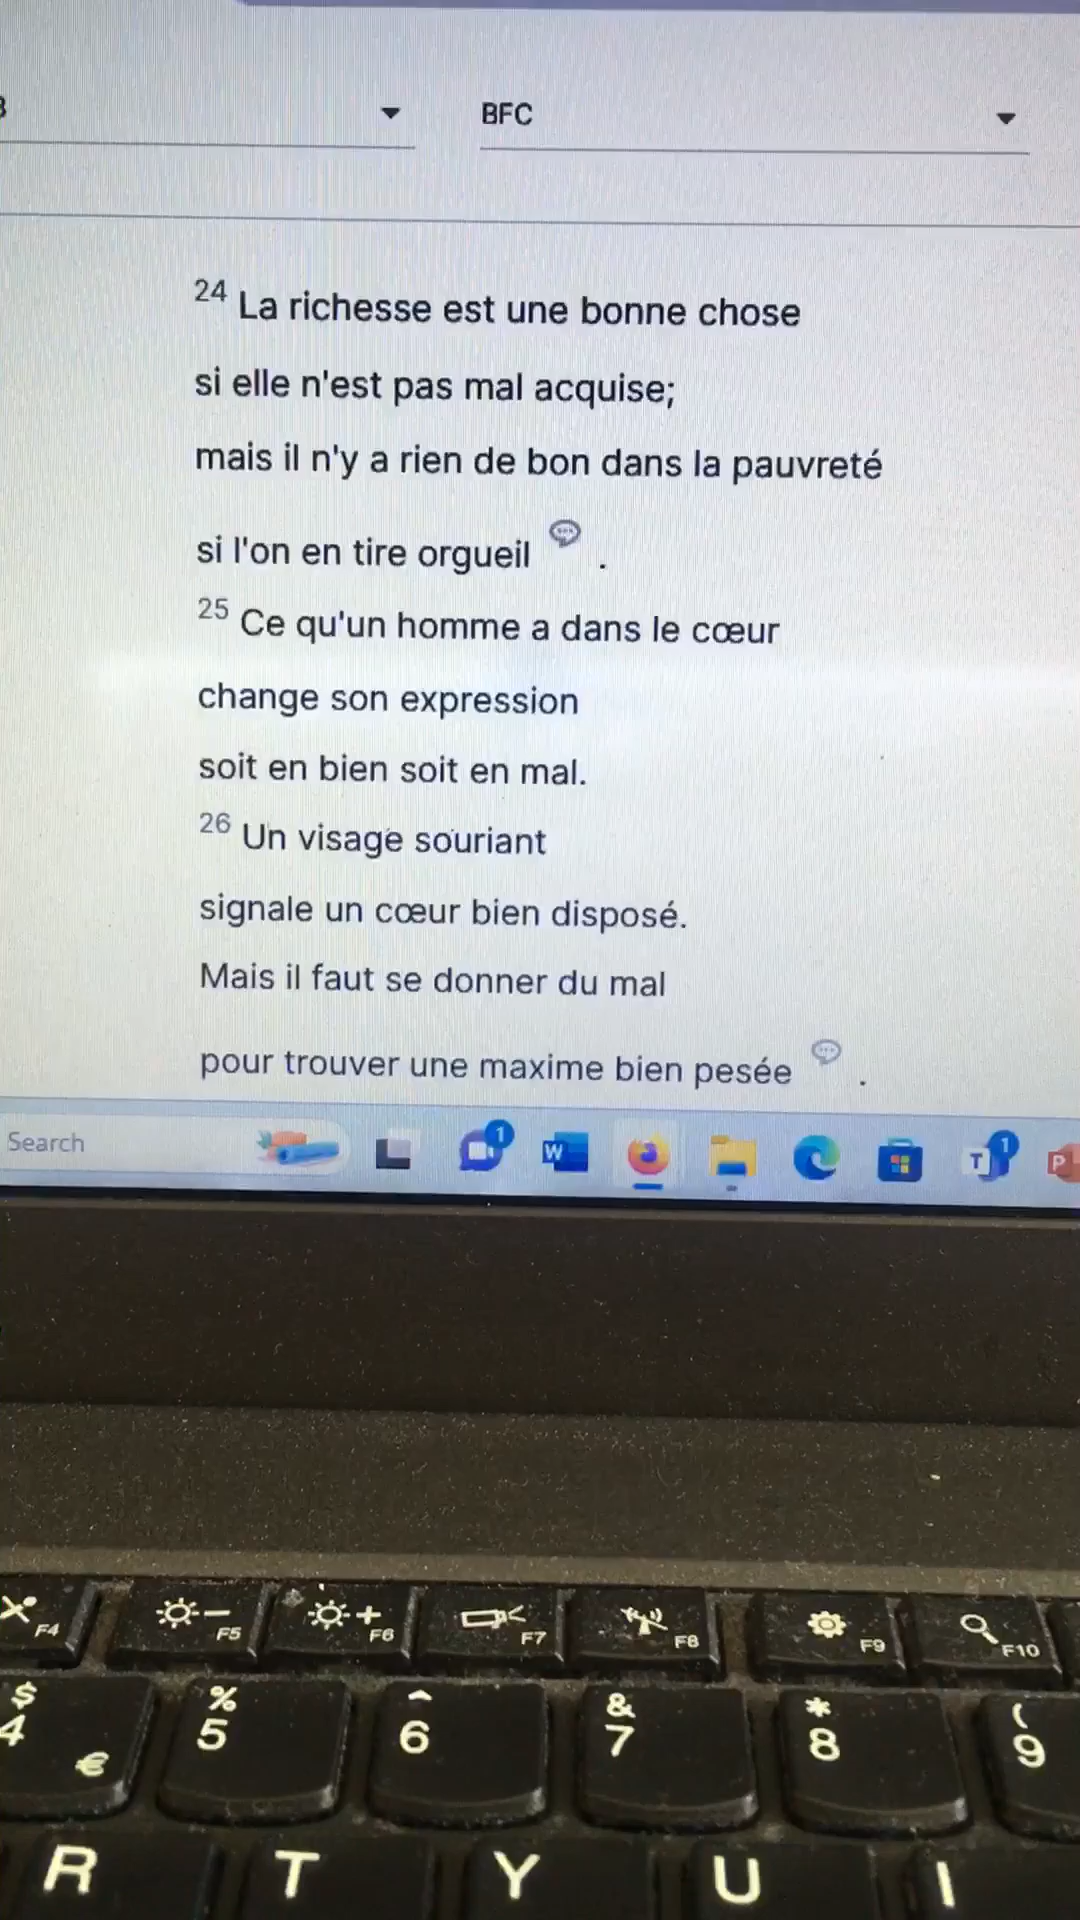 BFC
24 La richesse est une bonne chose
si elle n'est pas mal acquise;
mais il n'y a rien de bon dans la pauvreté
si l'on en tire orgueil .
25 Ce qu'un homme a dans le cœur
change son expression
soit en bien soit en mal.
26 Un visage souriant
signale un cœur bien disposé.
Mais il faut se donner du mal
pour trouver une maxime bien pesée .
Search 1 W T 1 P
F4 F5 F6 F7 F8 F9 F10
$ % ^ & * (
4 € 5 6 7 8 9
R T Y U I